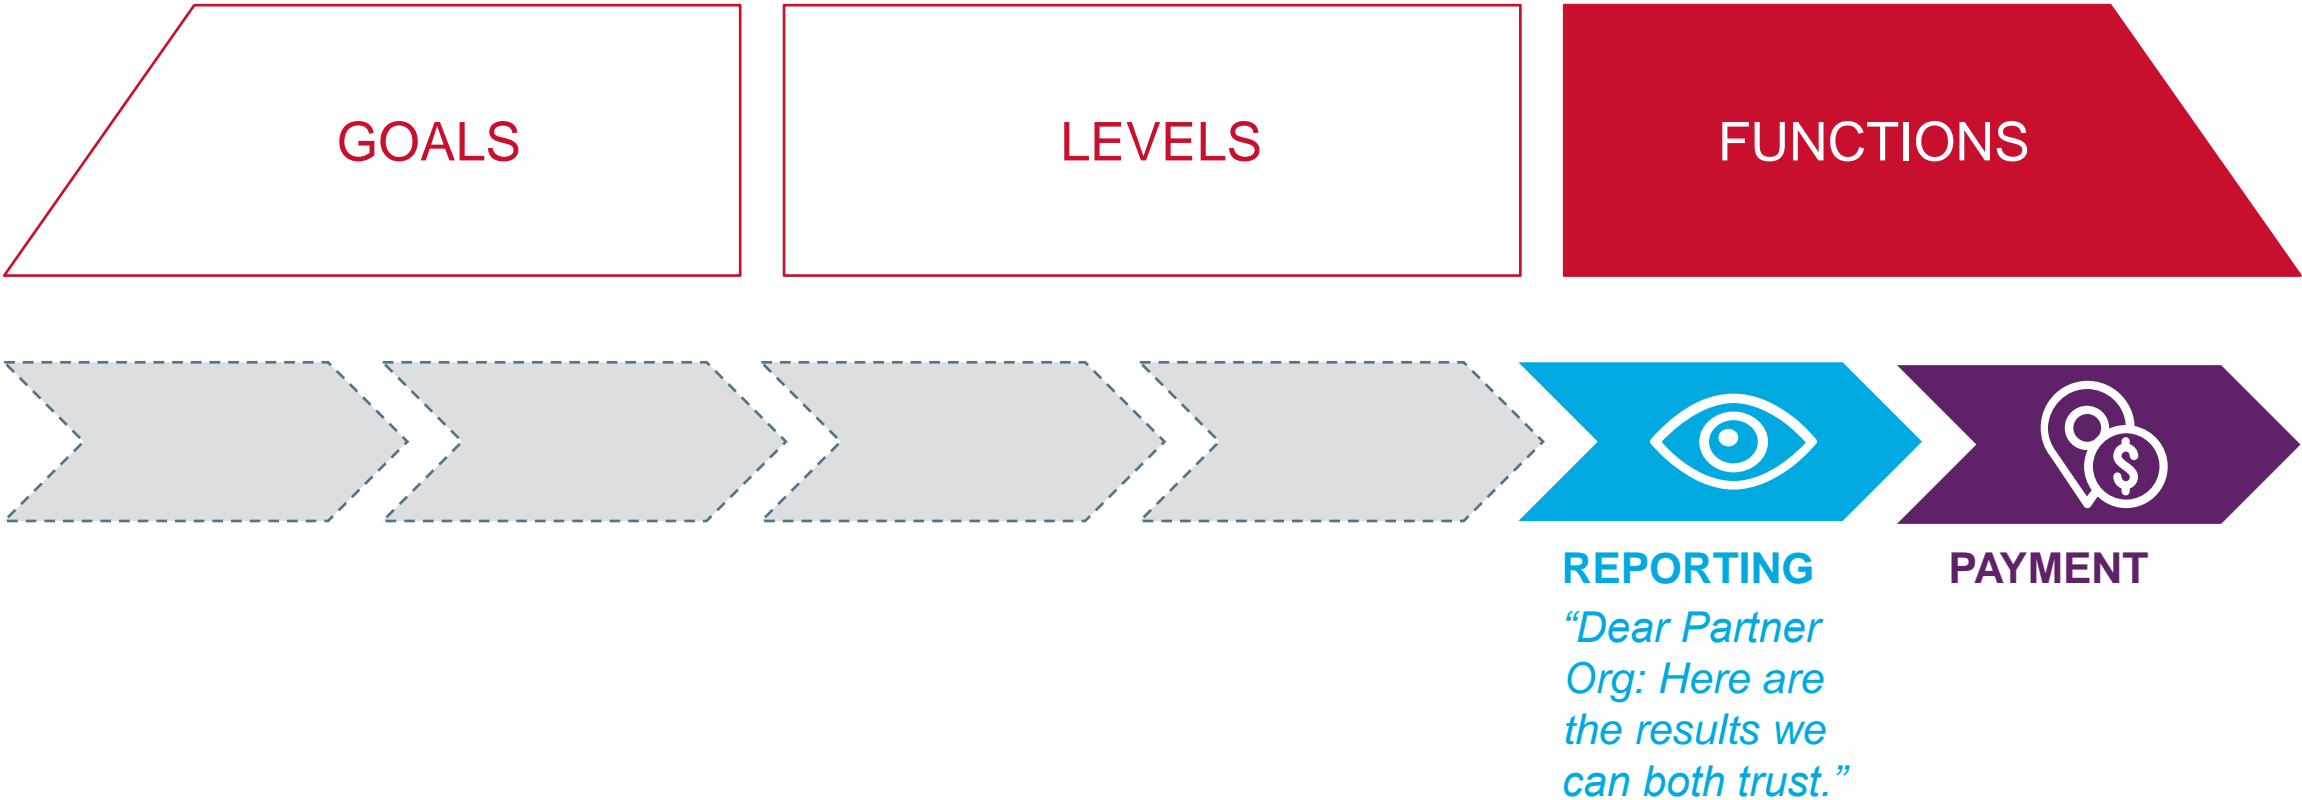 GOALS
LEVELS
FUNCTIONS
$
REPORTING
PAYMENT
“Dear Partner
Org: Here are
the results we
can both trust.”